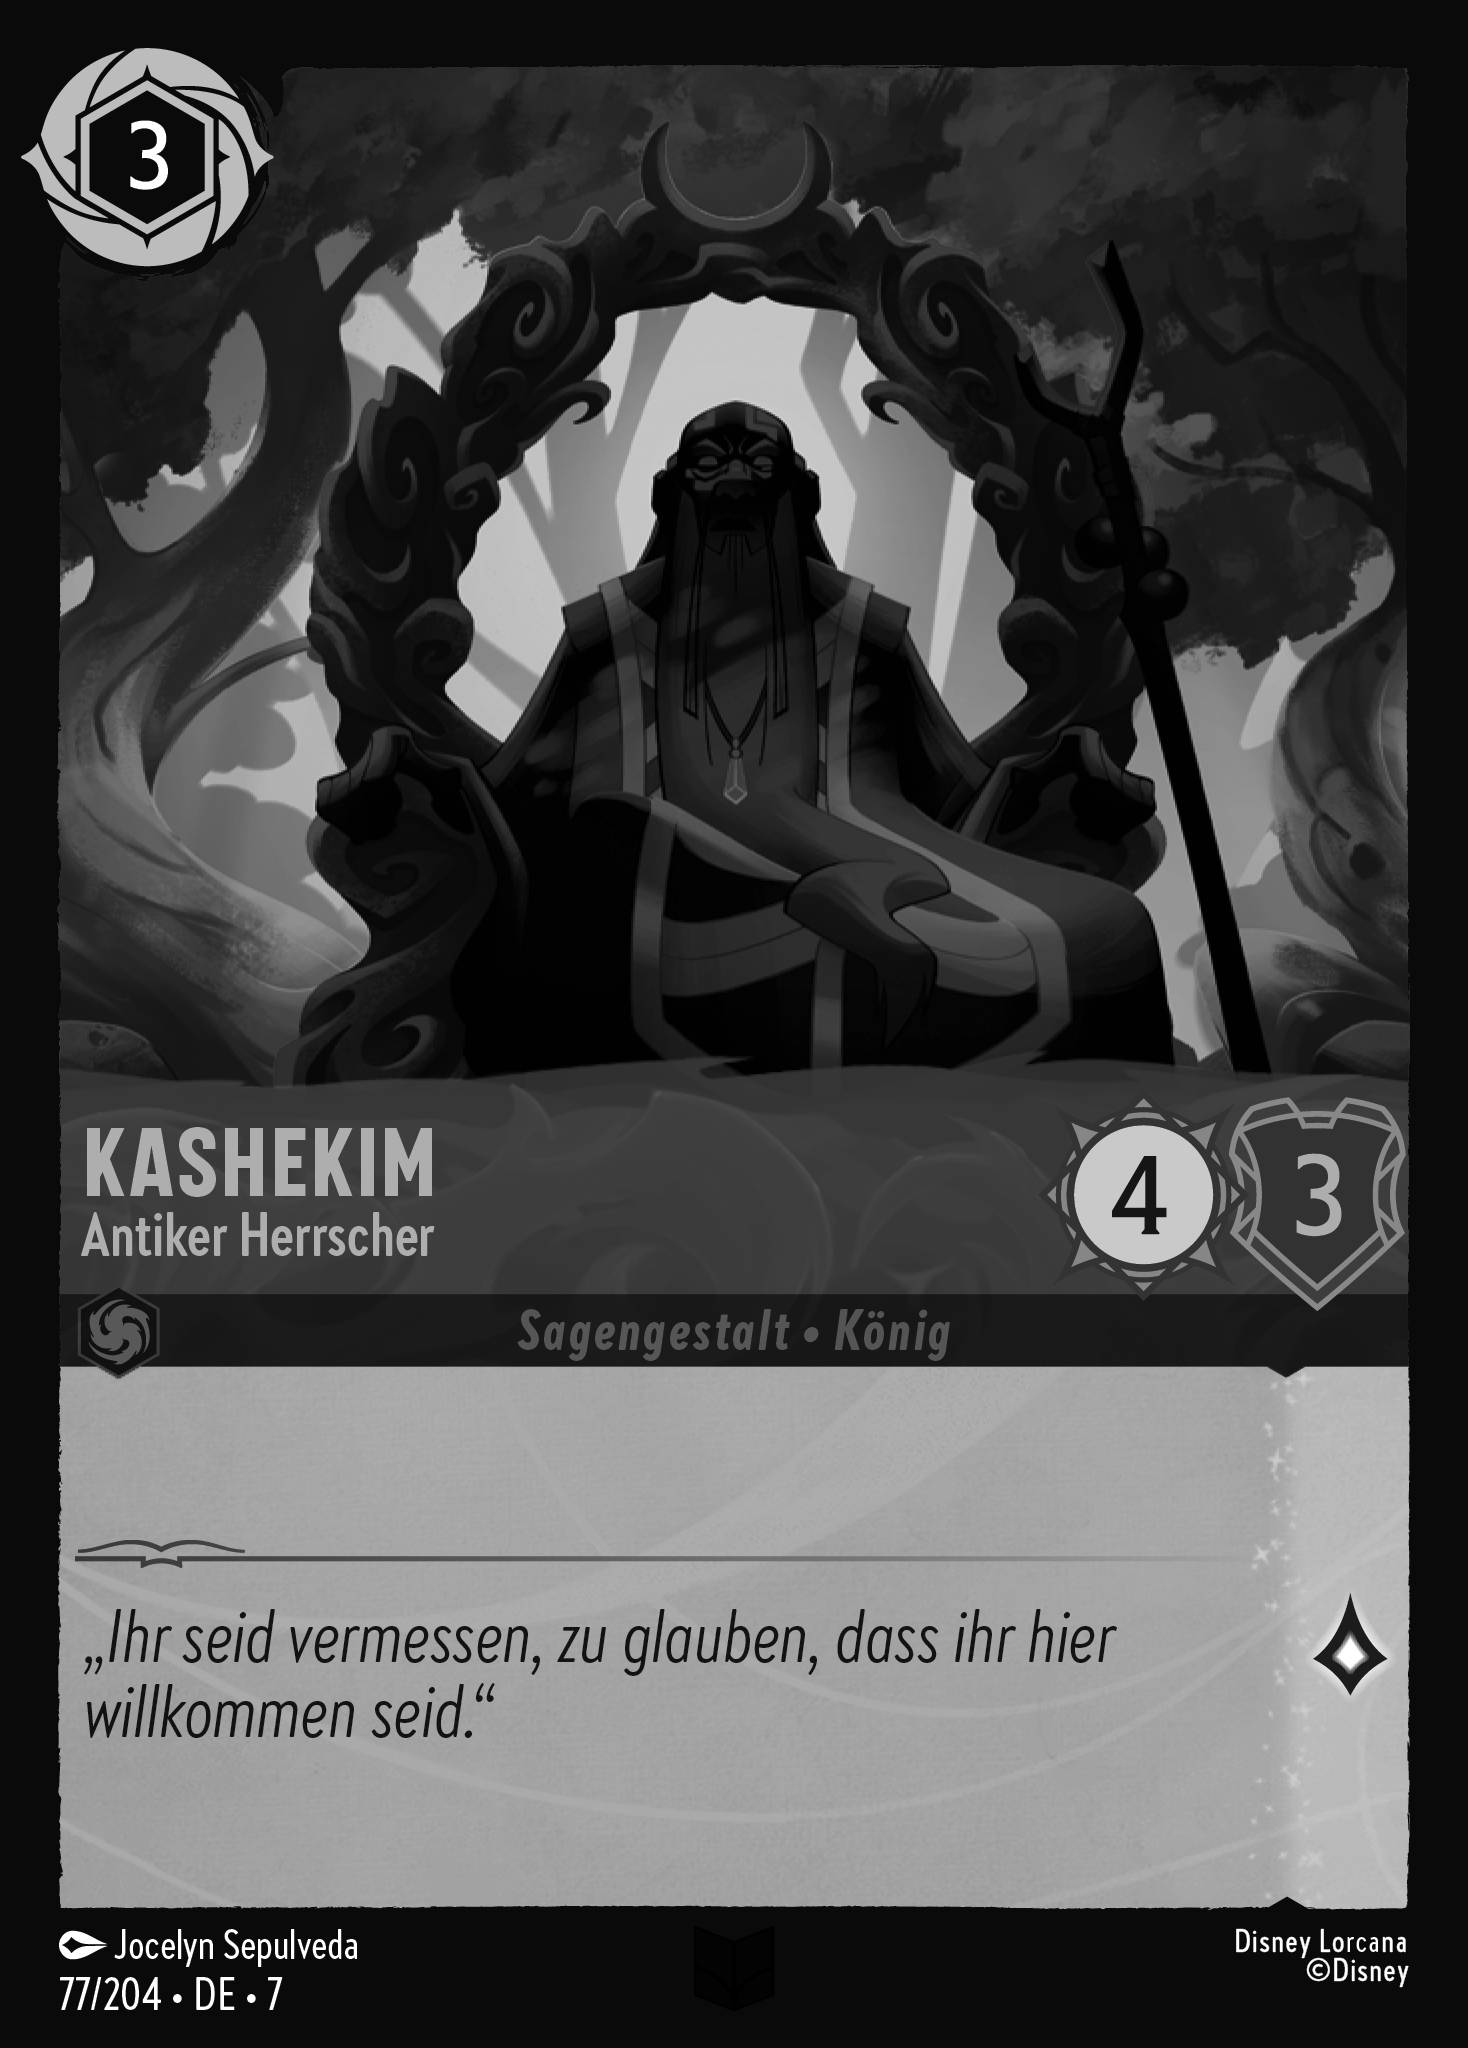 3
KASHEKIM
Antiker Herrscher
4
3
Sagengestalt • König
„Ihr seid vermessen, zu glauben, dass ihr hier
willkommen seid.“
Jocelyn Sepulveda
77/204 • DE • 7
Disney Lorcana
©Disney